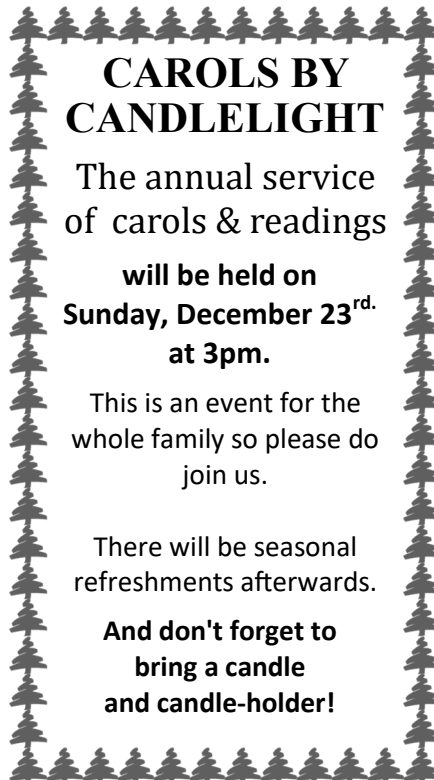 CAROLS BY
CANDLELIGHT
The annual service
of carols & readings
will be held on
Sunday, December 23rd.
at 3pm.
This is an event for the
whole family so please do
join us.
There will be seasonal
refreshments afterwards.
And don't forget to
bring a candle
and candle-holder!